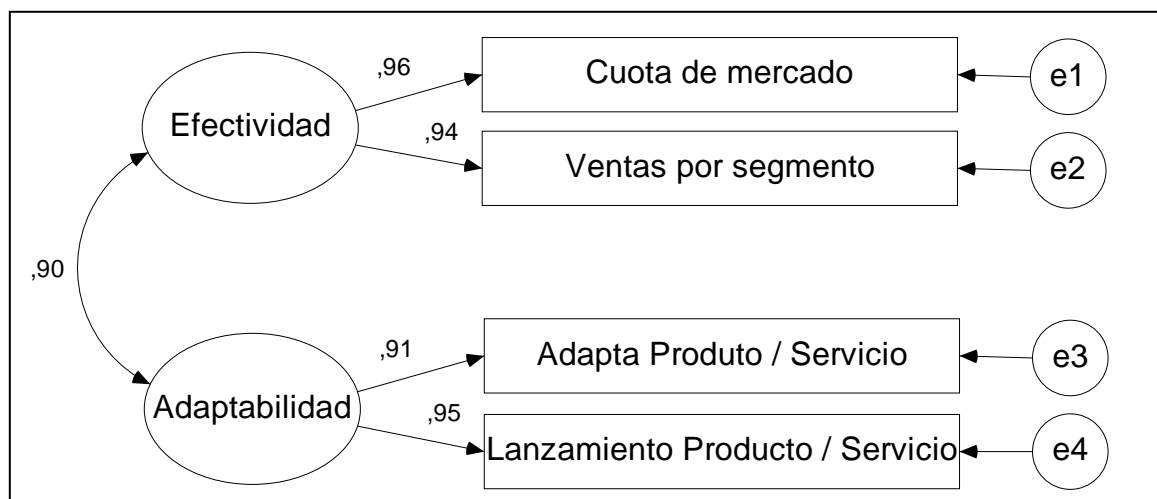 ,96
Cuota de mercado
e1
Efectividad
,94
Ventas por segmento
e2
,90
,91
Adapta Produto / Servicio
e3
Adaptabilidad
,95
Lanzamiento Producto / Servicio
e4